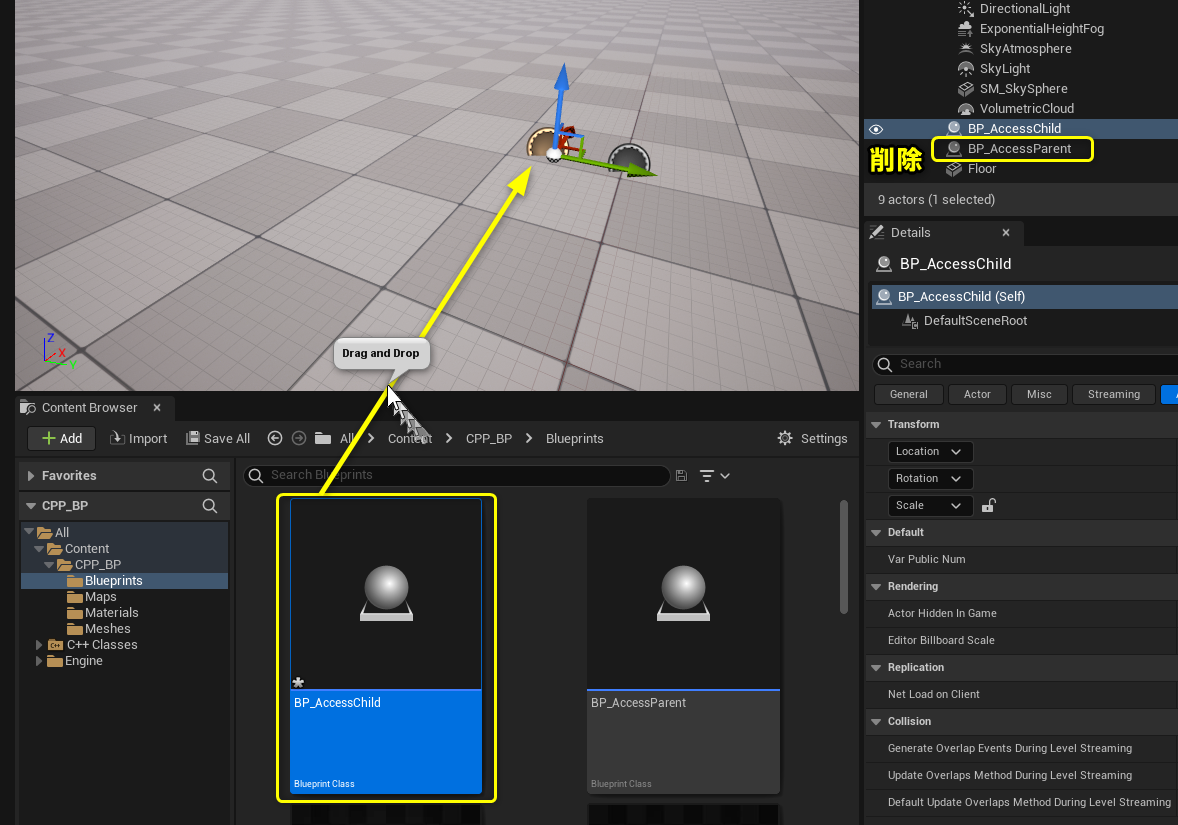 DirectionalLight
ExponentialHeightFog
SkyAtmosphere
SkyLight
SM_SkySphere
VolumetricCloud
BP_AccessChild
削除
BP_AccessParent
Floor
9 actors (1 selected)
Details
BP_AccessChild
BP_AccessChild (Self)
DefaultSceneRoot
Search
General
Actor
Misc
Streaming
Transform
Location
Rotation
Scale
Default
Var Public Num
Rendering
Actor Hidden In Game
Editor Billboard Scale
Replication
Net Load on Client
Collision
Generate Overlap Events During Level Streaming
Update Overlaps Method During Level Streaming
Default Update Overlaps Method During Level Streaming
Z
X
Y
Drag and Drop
Content Browser
Add
Import
Save All
All
Content
CPP_BP
Blueprints
Settings
Favorites
Search Blueprints
CPP_BP
All
Content
CPP_BP
Blueprints
Maps
Materials
Meshes
C++ Classes
Engine
BP_AccessChild
Blueprint Class
BP_AccessParent
Blueprint Class